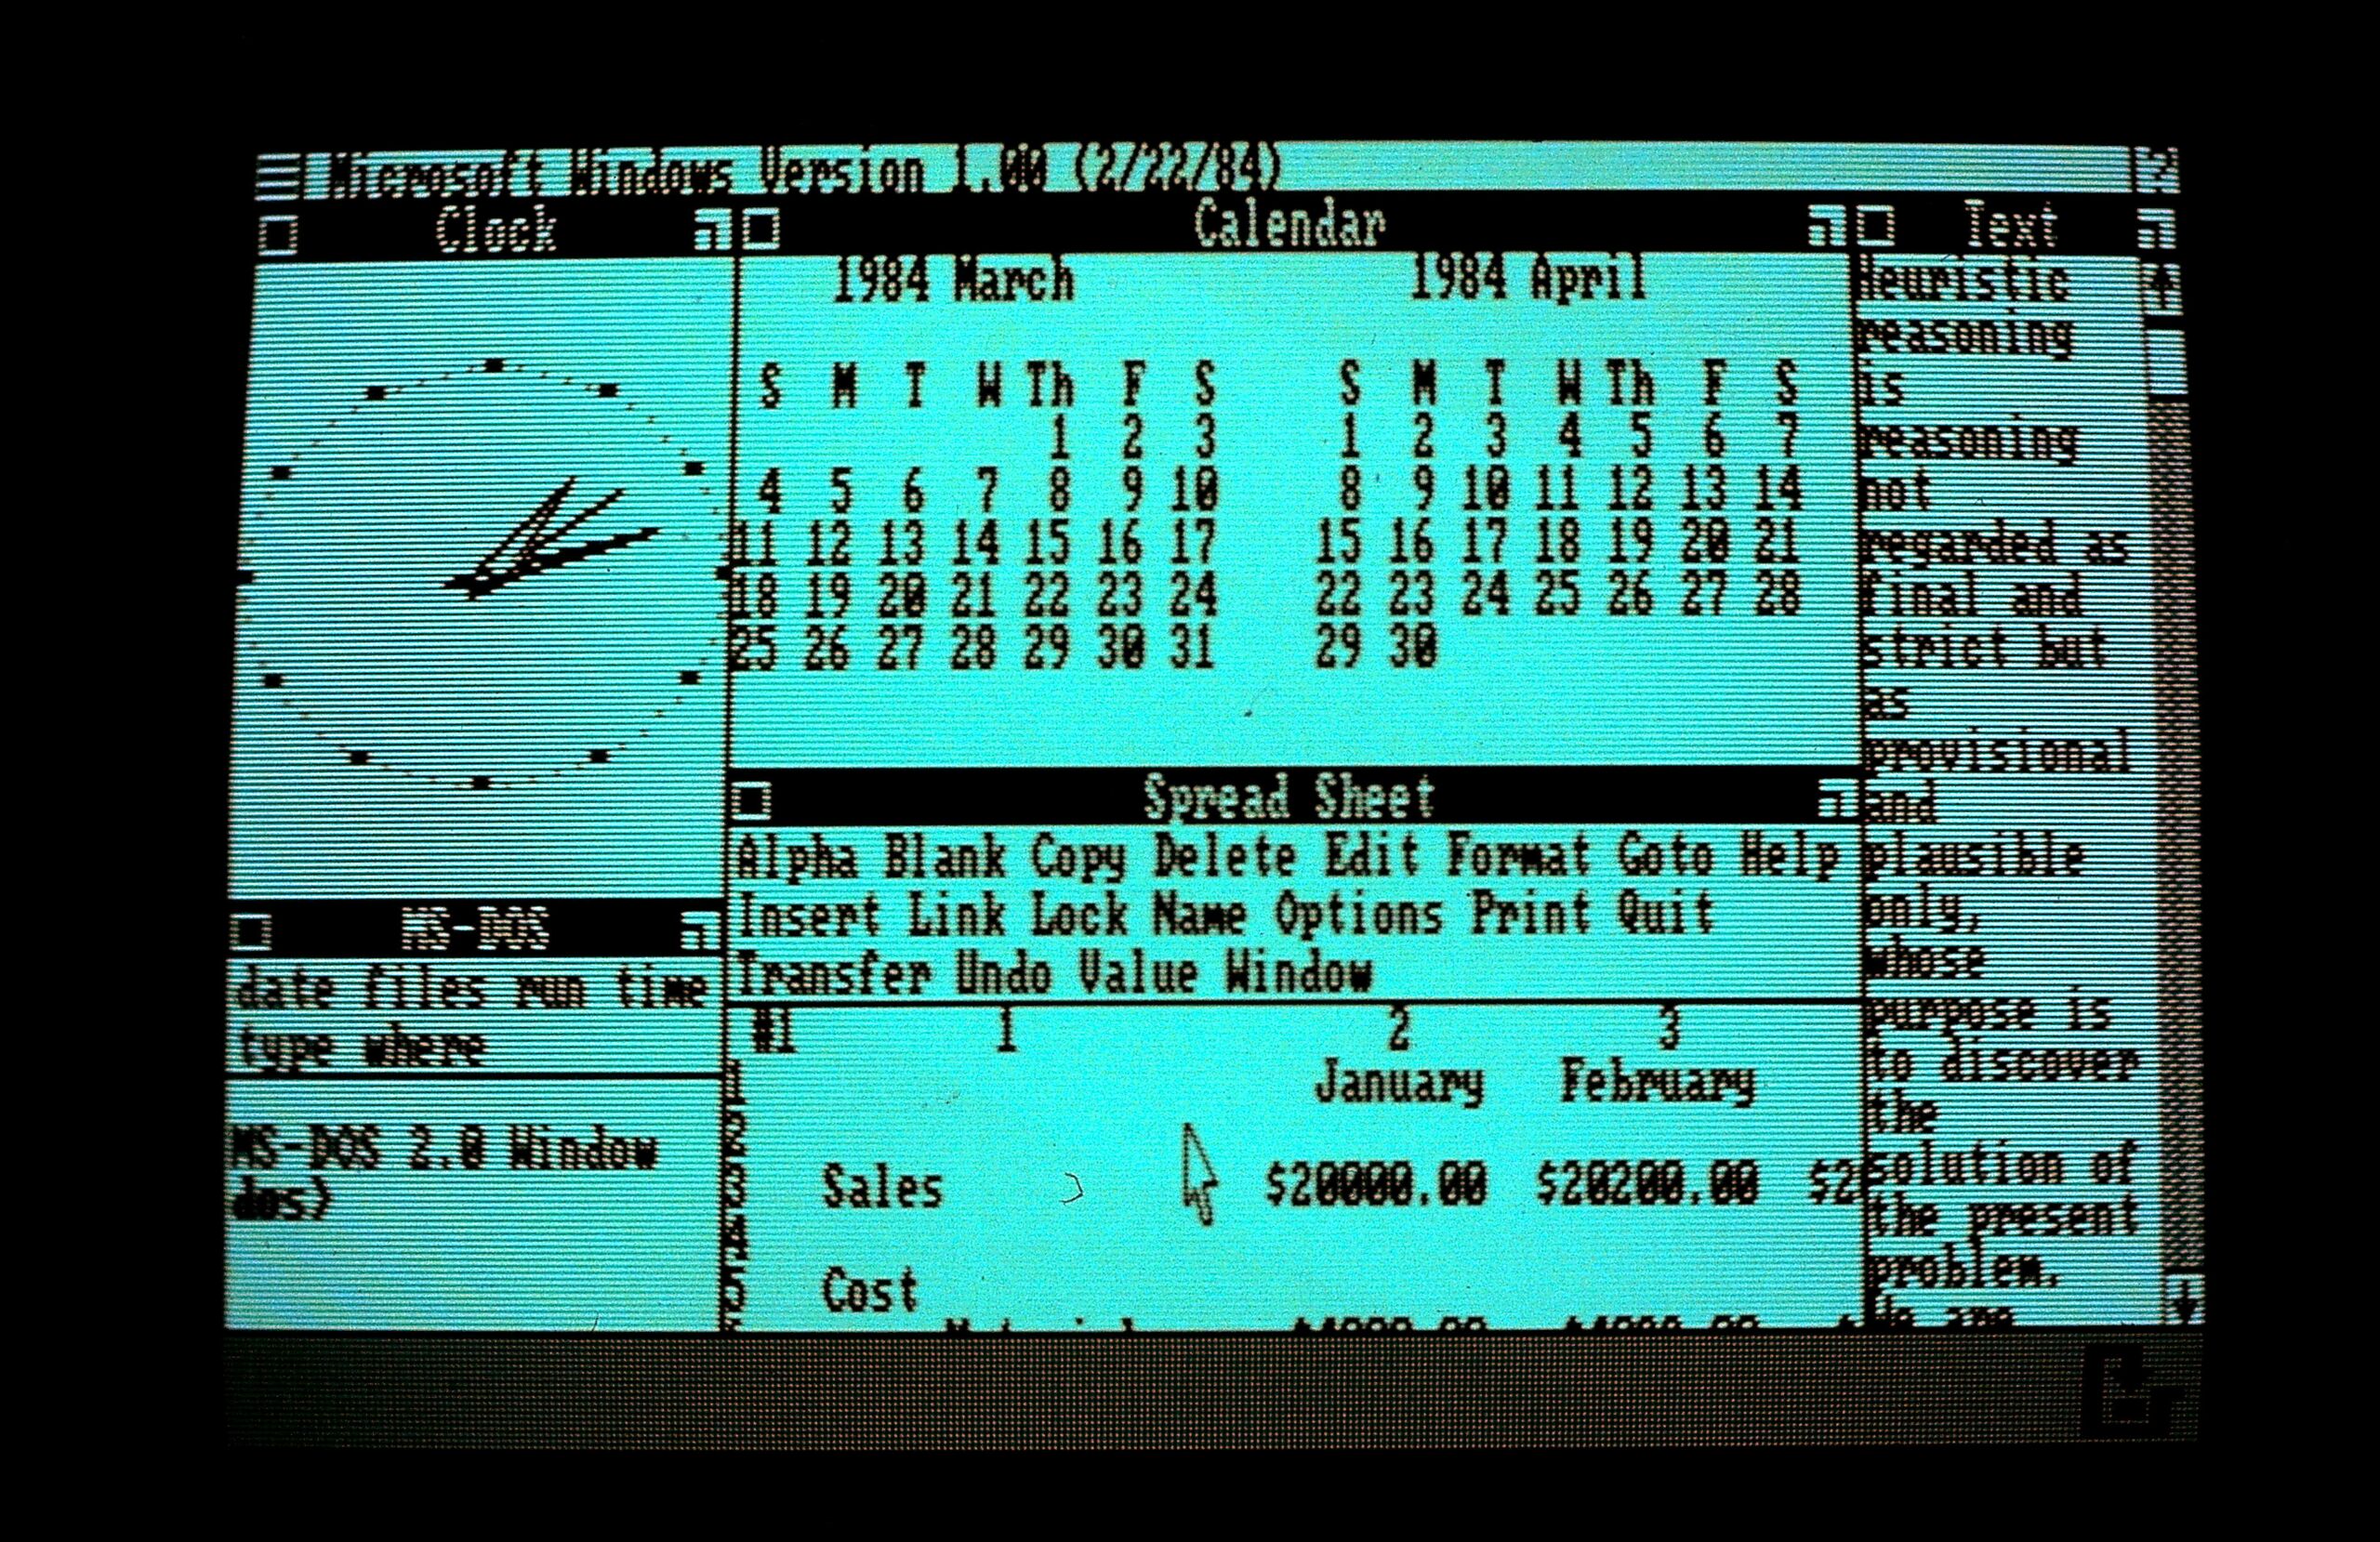 Microsoft Windows Version 1.00 (2/22/84)
?
Clock
Calendar
1984 March 1984 April
S M T W Th F S S M T W Th F S
1 2 3 1 2 3 4 5 6 7
4 5 6 7 8 9 10 8 9 10 11 12 13 14
11 12 13 14 15 16 17 15 16 17 18 19 20 21
18 19 20 21 22 23 24 22 23 24 25 26 27 28
25 26 27 28 29 30 31 29 30
Text
Heuristic
reasoning
is
reasoning
not
regarded as
final and
strict but
as
provisional
and
plausible
only,
whose
purpose is
to discover
the
solution of
the present
problem.
We are
MS-DOS
date files run time
type where
MS-DOS 2.0 Window
dos>
Spread Sheet
Alpha Blank Copy Delete Edit Format Goto Help
Insert Link Lock Name Options Print Quit
Transfer Undo Value Window
#1 1 2 3
1 January February
2
3 Sales $20000.00 $20200.00 $2
4
5 Cost